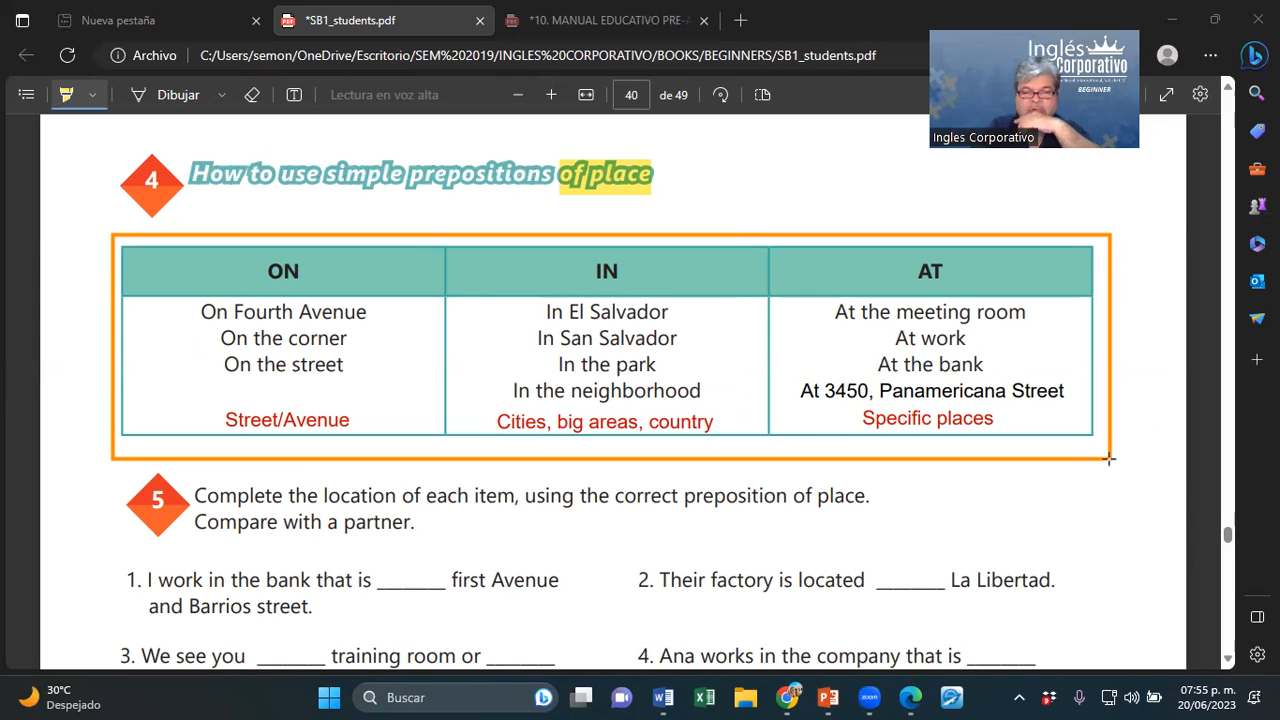 Nueva pestaña
*SB1_students.pdf
*10. MANUAL EDUCATIVO PRE-A
Archivo
C:/Users/semon/OneDrive/Escritorio/SEM%202019/INGLES%20CORPORATIVO/BOOKS/BEGINNERS/SB1_students.pdf
Dibujar
Lectura en voz alta
40
de 49
Inglés
Corporativo
BEGINNER
Ingles Corporativo
4
How to use simple prepositions of place
ON
IN
AT
On Fourth Avenue
On the corner
On the street
Street/Avenue
In El Salvador
In San Salvador
In the park
In the neighborhood
Cities, big areas, country
At the meeting room
At work
At the bank
At 3450, Panamericana Street
Specific places
5
Complete the location of each item, using the correct preposition of place.
Compare with a partner.
1. I work in the bank that is _______ first Avenue
and Barrios street.
2. Their factory is located _______ La Libertad.
3. We see you _______ training room or _______
4. Ana works in the company that is _______
30°C
Despejado
Buscar
07:55 p. m.
20/06/2023